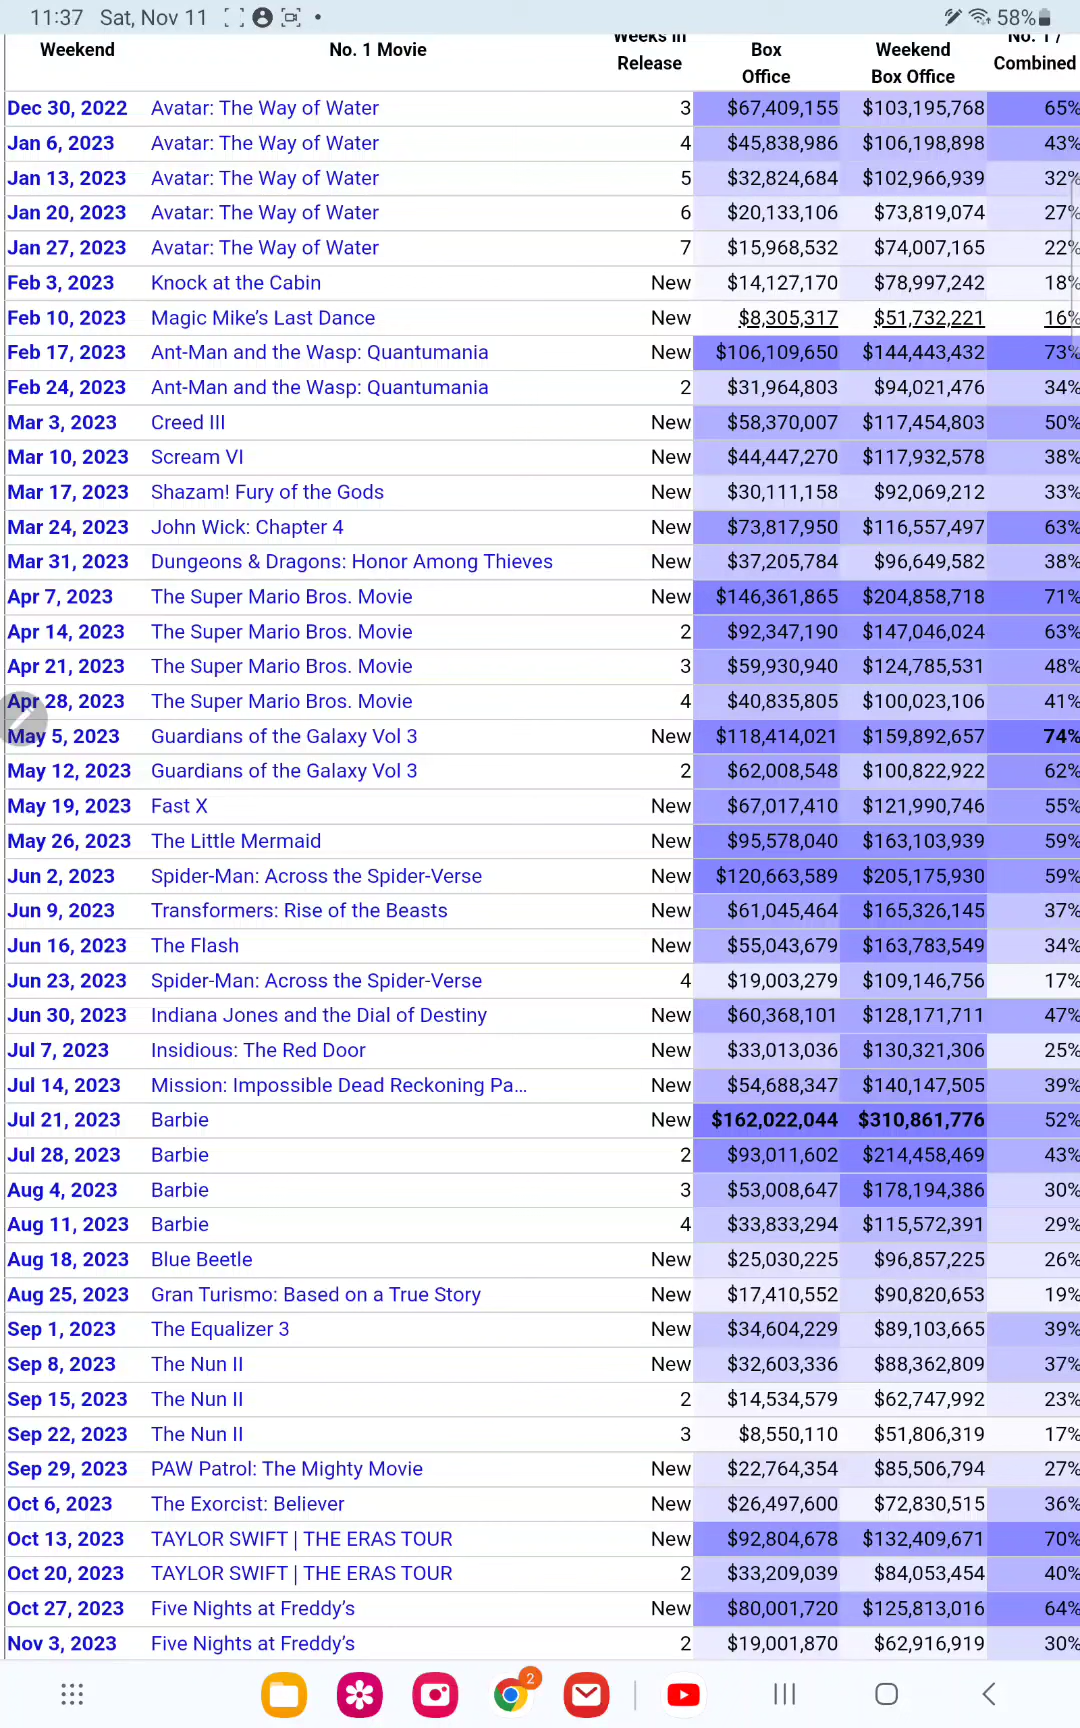 11:37 Sat, Nov 11 58%
Weekend No. 1 Movie Weeks in Release Box Office Weekend Box Office No. 1 / Combined
Dec 30, 2022 Avatar: The Way of Water 3 $67,409,155 $103,195,768 65%
Jan 6, 2023 Avatar: The Way of Water 4 $45,838,986 $106,198,898 43%
Jan 13, 2023 Avatar: The Way of Water 5 $32,824,684 $102,966,939 32%
Jan 20, 2023 Avatar: The Way of Water 6 $20,133,106 $73,819,074 27%
Jan 27, 2023 Avatar: The Way of Water 7 $15,968,532 $74,007,165 22%
Feb 3, 2023 Knock at the Cabin New $14,127,170 $78,997,242 18%
Feb 10, 2023 Magic Mike’s Last Dance New $8,305,317 $51,732,221 16%
Feb 17, 2023 Ant-Man and the Wasp: Quantumania New $106,109,650 $144,443,432 73%
Feb 24, 2023 Ant-Man and the Wasp: Quantumania 2 $31,964,803 $94,021,476 34%
Mar 3, 2023 Creed III New $58,370,007 $117,454,803 50%
Mar 10, 2023 Scream VI New $44,447,270 $117,932,578 38%
Mar 17, 2023 Shazam! Fury of the Gods New $30,111,158 $92,069,212 33%
Mar 24, 2023 John Wick: Chapter 4 New $73,817,950 $116,557,497 63%
Mar 31, 2023 Dungeons & Dragons: Honor Among Thieves New $37,205,784 $96,649,582 38%
Apr 7, 2023 The Super Mario Bros. Movie New $146,361,865 $204,858,718 71%
Apr 14, 2023 The Super Mario Bros. Movie 2 $92,347,190 $147,046,024 63%
Apr 21, 2023 The Super Mario Bros. Movie 3 $59,930,940 $124,785,531 48%
Apr 28, 2023 The Super Mario Bros. Movie 4 $40,835,805 $100,023,106 41%
May 5, 2023 Guardians of the Galaxy Vol 3 New $118,414,021 $159,892,657 74%
May 12, 2023 Guardians of the Galaxy Vol 3 2 $62,008,548 $100,822,922 62%
May 19, 2023 Fast X New $67,017,410 $121,990,746 55%
May 26, 2023 The Little Mermaid New $95,578,040 $163,103,939 59%
Jun 2, 2023 Spider-Man: Across the Spider-Verse New $120,663,589 $205,175,930 59%
Jun 9, 2023 Transformers: Rise of the Beasts New $61,045,464 $165,326,145 37%
Jun 16, 2023 The Flash New $55,043,679 $163,783,549 34%
Jun 23, 2023 Spider-Man: Across the Spider-Verse 4 $19,003,279 $109,146,756 17%
Jun 30, 2023 Indiana Jones and the Dial of Destiny New $60,368,101 $128,171,711 47%
Jul 7, 2023 Insidious: The Red Door New $33,013,036 $130,321,306 25%
Jul 14, 2023 Mission: Impossible Dead Reckoning Pa... New $54,688,347 $140,147,505 39%
Jul 21, 2023 Barbie New $162,022,044 $310,861,776 52%
Jul 28, 2023 Barbie 2 $93,011,602 $214,458,469 43%
Aug 4, 2023 Barbie 3 $53,008,647 $178,194,386 30%
Aug 11, 2023 Barbie 4 $33,833,294 $115,572,391 29%
Aug 18, 2023 Blue Beetle New $25,030,225 $96,857,225 26%
Aug 25, 2023 Gran Turismo: Based on a True Story New $17,410,552 $90,820,653 19%
Sep 1, 2023 The Equalizer 3 New $34,604,229 $89,103,665 39%
Sep 8, 2023 The Nun II New $32,603,336 $88,362,809 37%
Sep 15, 2023 The Nun II 2 $14,534,579 $62,747,992 23%
Sep 22, 2023 The Nun II 3 $8,550,110 $51,806,319 17%
Sep 29, 2023 PAW Patrol: The Mighty Movie New $22,764,354 $85,506,794 27%
Oct 6, 2023 The Exorcist: Believer New $26,497,600 $72,830,515 36%
Oct 13, 2023 TAYLOR SWIFT | THE ERAS TOUR New $92,804,678 $132,409,671 70%
Oct 20, 2023 TAYLOR SWIFT | THE ERAS TOUR 2 $33,209,039 $84,053,454 40%
Oct 27, 2023 Five Nights at Freddy’s New $80,001,720 $125,813,016 64%
Nov 3, 2023 Five Nights at Freddy’s 2 $19,001,870 $62,916,919 30%
2